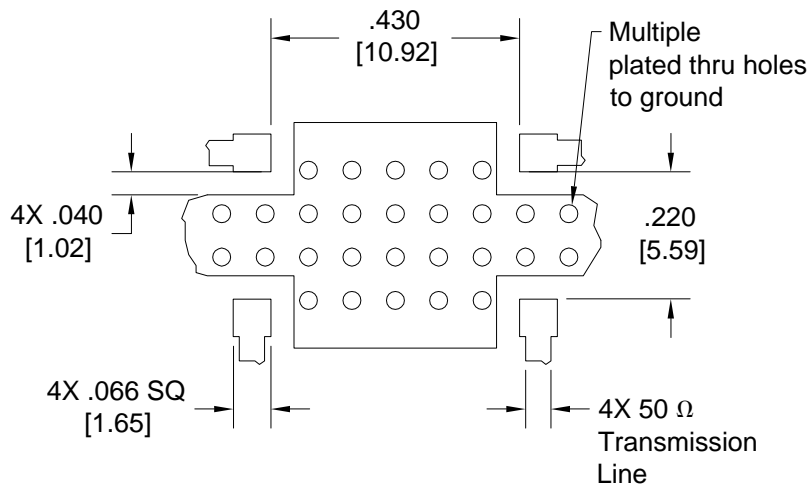 .430
[10.92]
Multiple
plated thru holes
to ground
4X .040
[1.02]
.220
[5.59]
4X .066 SQ
[1.65]
4X 50 Ω
Transmission
Line